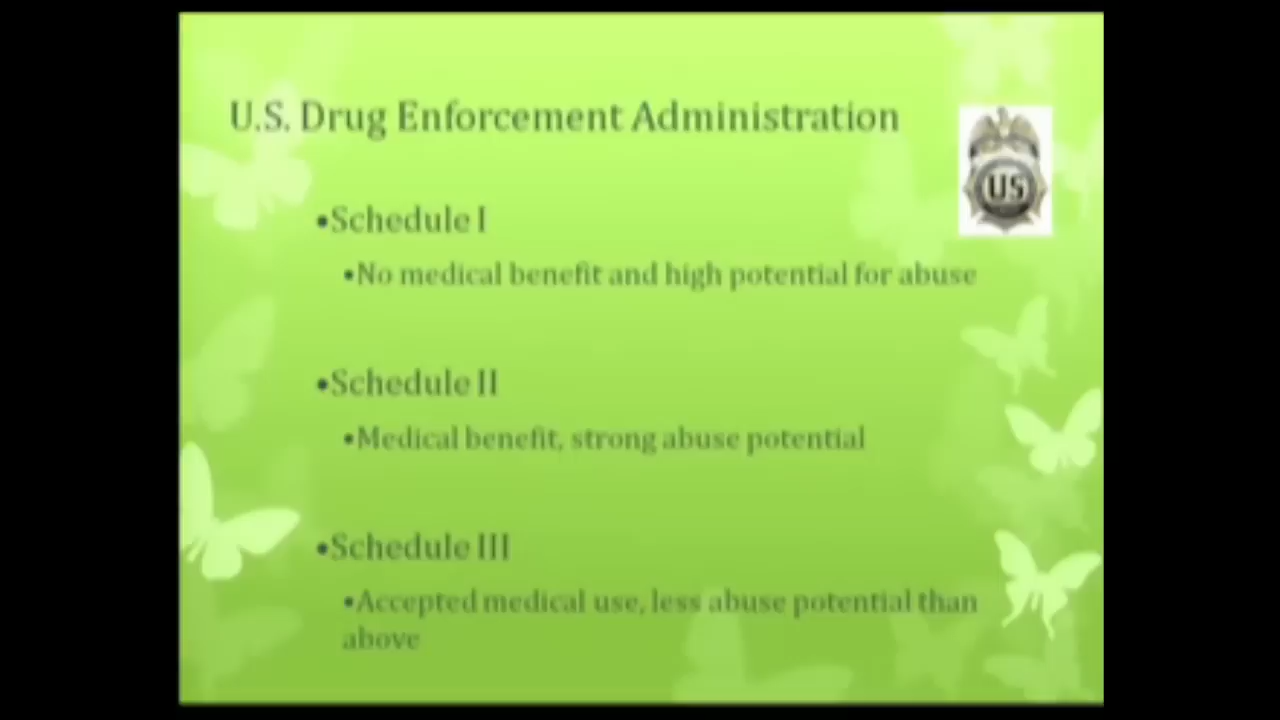 U.S. Drug Enforcement Administration
US
•Schedule I
•No medical benefit and high potential for abuse
•Schedule II
•Medical benefit, strong abuse potential
•Schedule III
•Accepted medical use, less abuse potential than
above